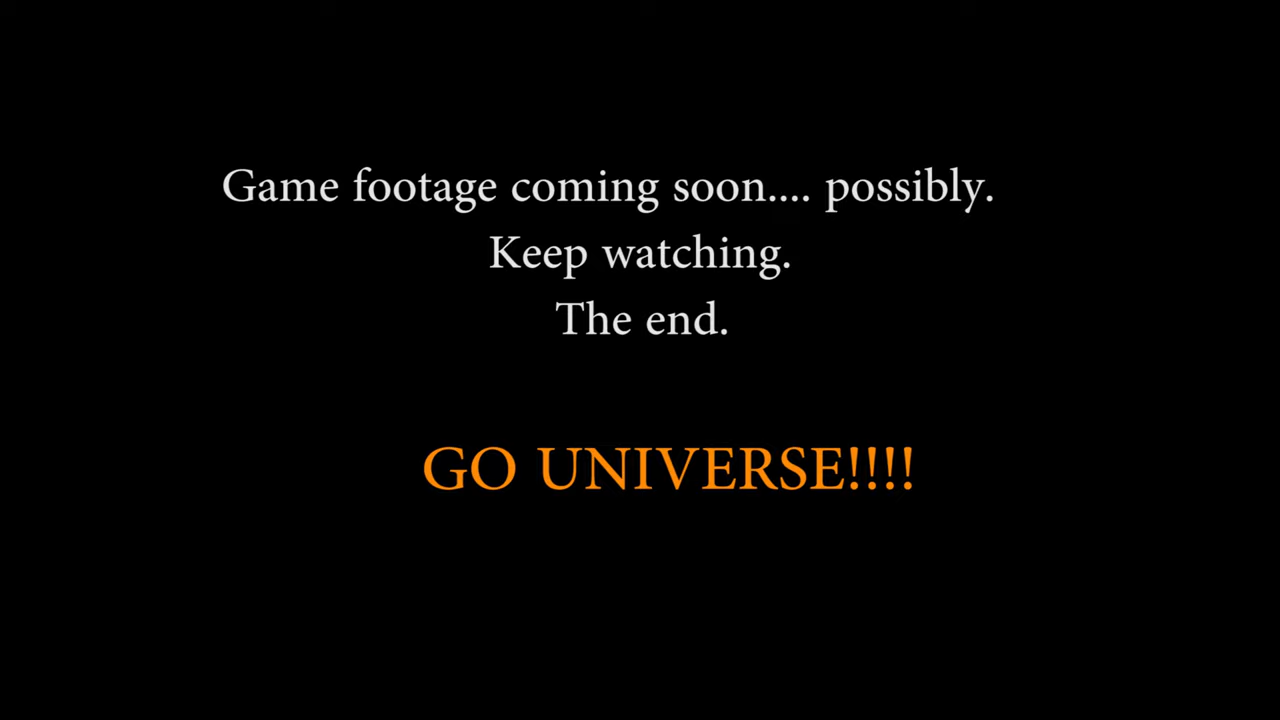 Game footage coming soon.... possibly.
Keep watching.
The end.
GO UNIVERSE!!!!